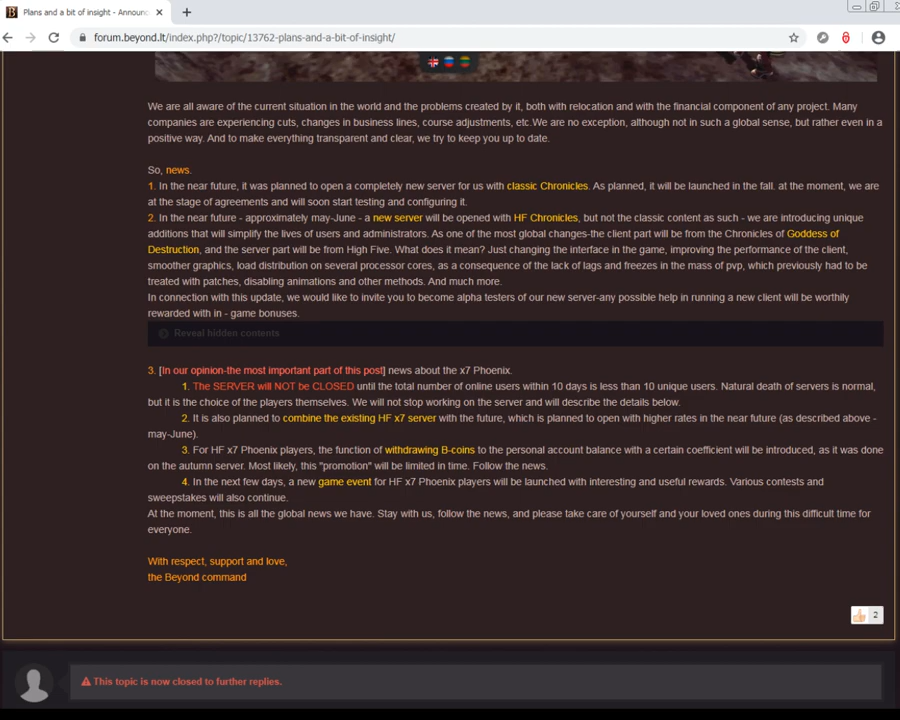 Plans and a bit of insight - Announc
forum.beyond.lt/index.php?/topic/13762-plans-and-a-bit-of-insight/
We are all aware of the current situation in the world and the problems created by it, both with relocation and with the financial component of any project. Many
companies are experiencing cuts, changes in business lines, course adjustments, etc.We are no exception, although not in such a global sense, but rather even in a
positive way. And to make everything transparent and clear, we try to keep you up to date.
So, news.
1. In the near future, it was planned to open a completely new server for us with classic Chronicles. As planned, it will be launched in the fall. at the moment, we are
at the stage of agreements and will soon start testing and configuring it.
2. In the near future - approximately may-June - a new server will be opened with HF Chronicles, but not the classic content as such - we are introducing unique
additions that will simplify the lives of users and administrators. As one of the most global changes-the client part will be from the Chronicles of Goddess of
Destruction, and the server part will be from High Five. What does it mean? Just changing the interface in the game, improving the performance of the client,
smoother graphics, load distribution on several processor cores, as a consequence of the lack of lags and freezes in the mass of pvp, which previously had to be
treated with patches, disabling animations and other methods. And much more.
In connection with this update, we would like to invite you to become alpha testers of our new server-any possible help in running a new client will be worthily
rewarded with in - game bonuses.
Reveal hidden contents
3. [In our opinion-the most important part of this post] news about the x7 Phoenix.
1. The SERVER will NOT be CLOSED until the total number of online users within 10 days is less than 10 unique users. Natural death of servers is normal,
but it is the choice of the players themselves. We will not stop working on the server and will describe the details below.
2. It is also planned to combine the existing HF x7 server with the future, which is planned to open with higher rates in the near future (as described above -
may-June).
3. For HF x7 Phoenix players, the function of withdrawing B-coins to the personal account balance with a certain coefficient will be introduced, as it was done
on the autumn server. Most likely, this "promotion" will be limited in time. Follow the news.
4. In the next few days, a new game event for HF x7 Phoenix players will be launched with interesting and useful rewards. Various contests and
sweepstakes will also continue.
At the moment, this is all the global news we have. Stay with us, follow the news, and please take care of yourself and your loved ones during this difficult time for
everyone.
With respect, support and love,
the Beyond command
2
This topic is now closed to further replies.